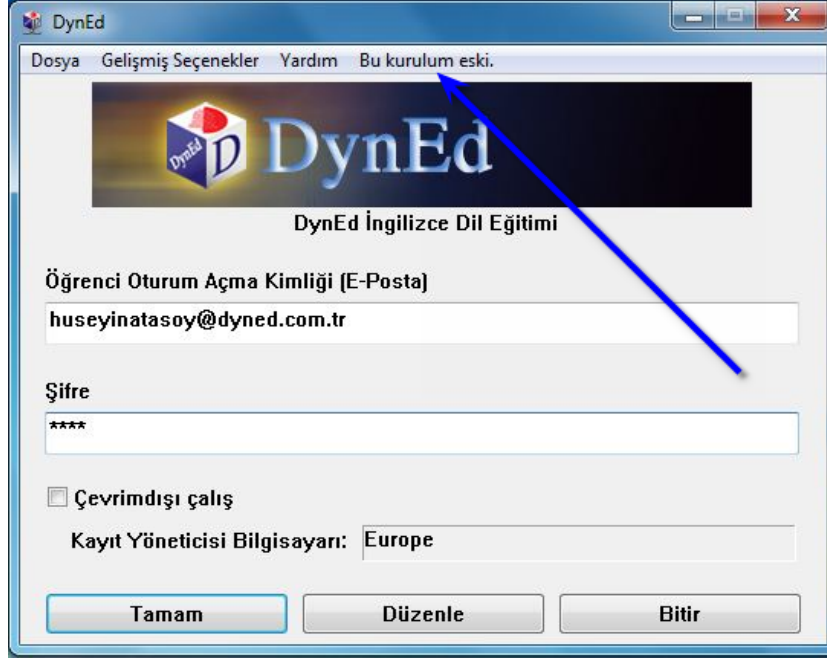 DynEd
Dosya Gelişmiş Seçenekler Yardım Bu kurulum eski.
DynEd D DynEd
DynEd İngilizce Dil Eğitimi
Öğrenci Oturum Açma Kimliği (E-Posta)
huseyinatasoy@dyned.com.tr
Şifre
****
Çevrimdışı çalış
Kayıt Yöneticisi Bilgisayarı: Europe
Tamam Düzenle Bitir